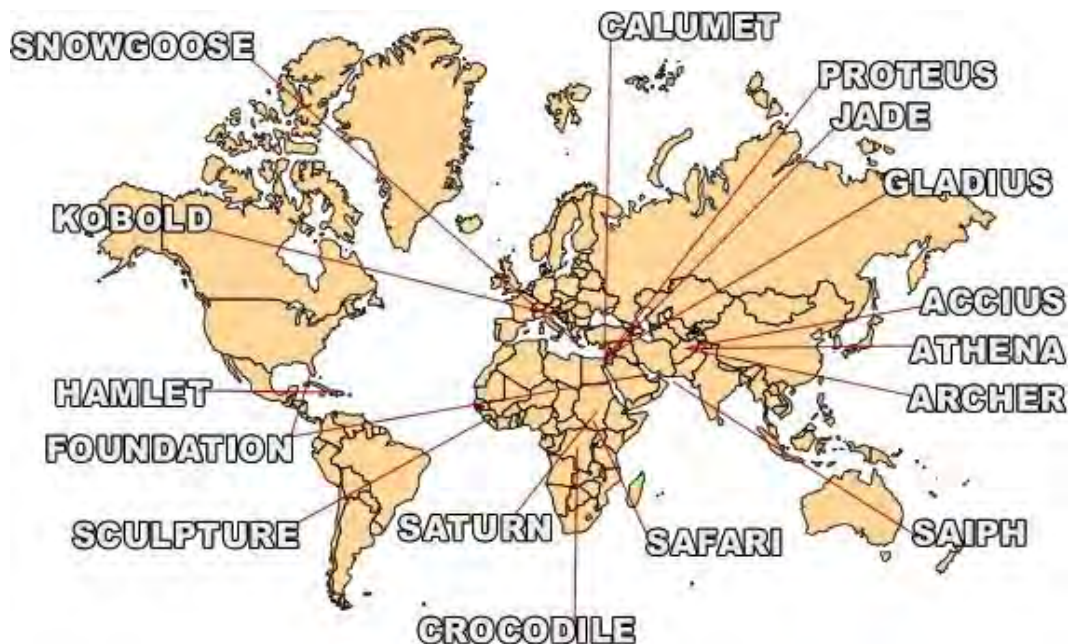 SNOWGOOSE
CALUMET
PROTEUS
JADE
GLADIUS
KOBOLD
ACCIUS
ATHENA
ARCHER
HAMLET
FOUNDATION
SCULPTURE
SATURN
SAFARI
SAIPH
CROCODILE